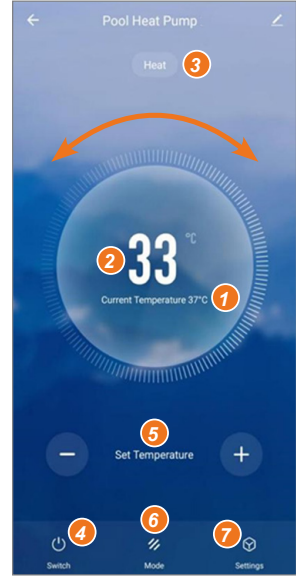 Pool Heat Pump
Heat 3
°C
2 33
Current Temperature 37°C 1
5
Set Temperature
4 6 7
Switch Mode Settings